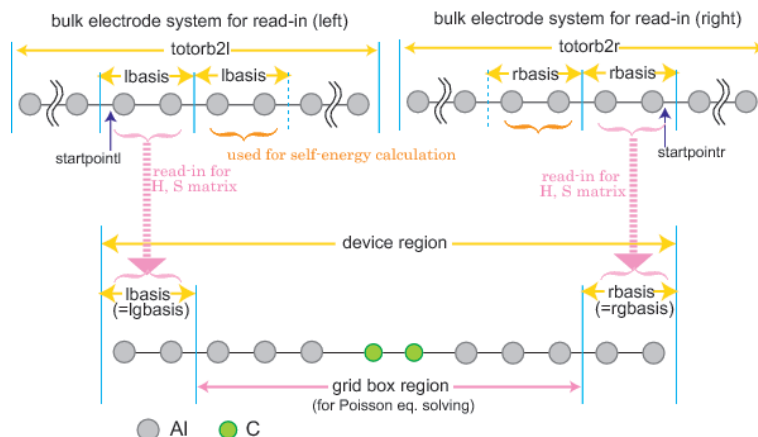 bulk electrode system for read-in (left)
bulk electrode system for read-in (right)
totorb2l
totorb2r
lbasis
lbasis
rbasis
rbasis
startpointl
used for self-energy calculation
startpointr
read-in for
H, S matrix
read-in for
H, S matrix
device region
lbasis
(=lgbasis)
rbasis
(=rgbasis)
grid box region
(for Poisson eq. solving)
Al
C